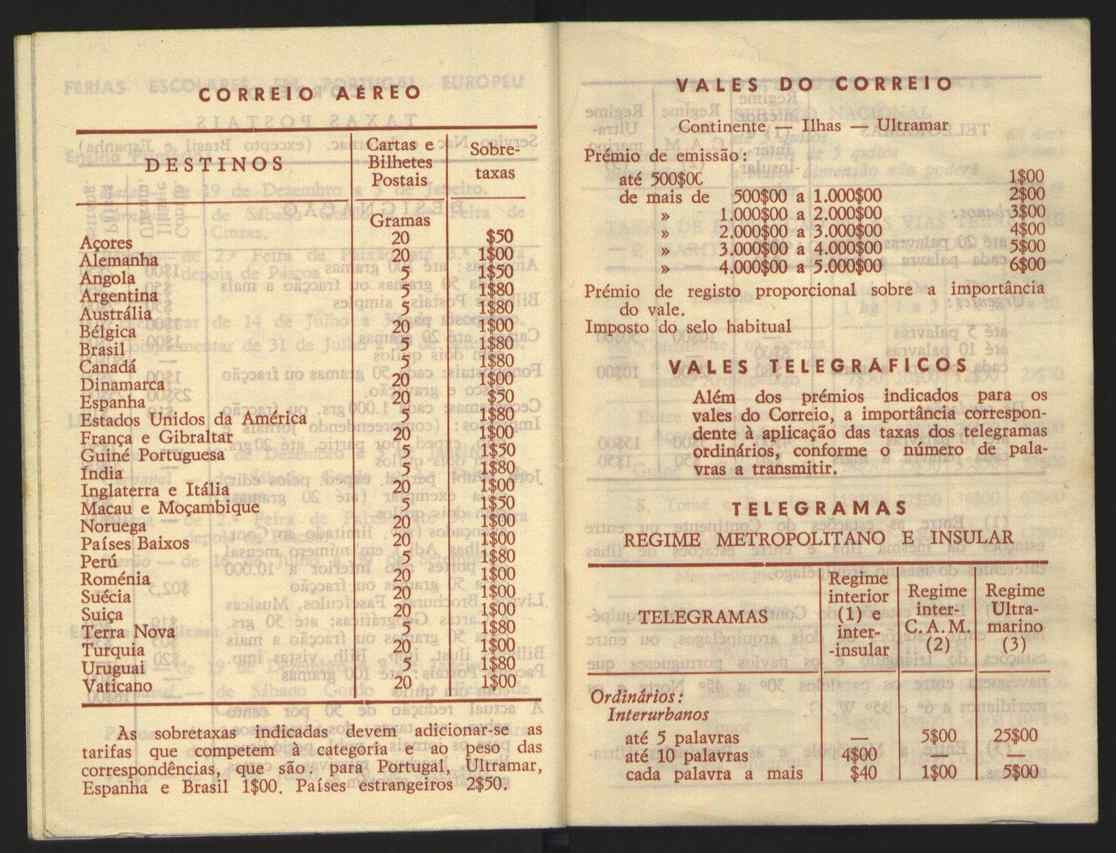 CORREIO AÉREO
DESTINOS
Cartas e Bilhetes Postais
Sobre-taxas
Gramas
Açores 20 $50
Alemanha 20 1$00
Angola 5 1$50
Argentina 5 1$80
Austrália 5 1$80
Bélgica 20 1$00
Brasil 5 1$80
Canadá 5 1$80
Dinamarca 20 1$00
Espanha 20 $50
Estados Unidos da América 5 1$80
França e Gibraltar 20 1$00
Guiné Portuguesa 5 1$50
Índia 5 1$80
Inglaterra e Itália 20 1$00
Macau e Moçambique 5 1$50
Noruega 20 1$00
Países Baixos 20 1$00
Perú 5 1$80
Roménia 20 1$00
Suécia 20 1$00
Suiça 20 1$00
Terra Nova 5 1$80
Turquia 20 1$00
Uruguai 5 1$80
Vaticano 20 1$00
Às sobretaxas indicadas devem adicionar-se as
tarifas que competem à categoria e ao peso das
correspondências, que são. para Portugal, Ultramar,
Espanha e Brasil 1$00. Países estrangeiros 2$50.
VALES DO CORREIO
Continente — Ilhas — Ultramar
Prémio de emissão:
até 500$00 1$00
de mais de 500$00 a 1.000$00 2$00
» 1.000$00 a 2.000$00 3$00
» 2.000$00 a 3.000$00 4$00
» 3.000$00 a 4.000$00 5$00
» 4.000$00 a 5.000$00 6$00
Prémio de registo proporcional sobre a importância
do vale.
Imposto do selo habitual
VALES TELEGRÁFICOS
Além dos prémios indicados para os
vales do Correio, a importância correspon-
dente à aplicação das taxas dos telegramas
ordinários, conforme o número de pala-
vras a transmitir.
TELEGRAMAS
REGIME METROPOLITANO E INSULAR
TELEGRAMAS
Regime interior (1) e inter- -insular
Regime inter- C. A. M. (2)
Regime Ultra- marino (3)
Ordinários:
Interurbanos
até 5 palavras — 5$00 25$00
até 10 palavras 4$00 — —
cada palavra a mais $40 1$00 5$00